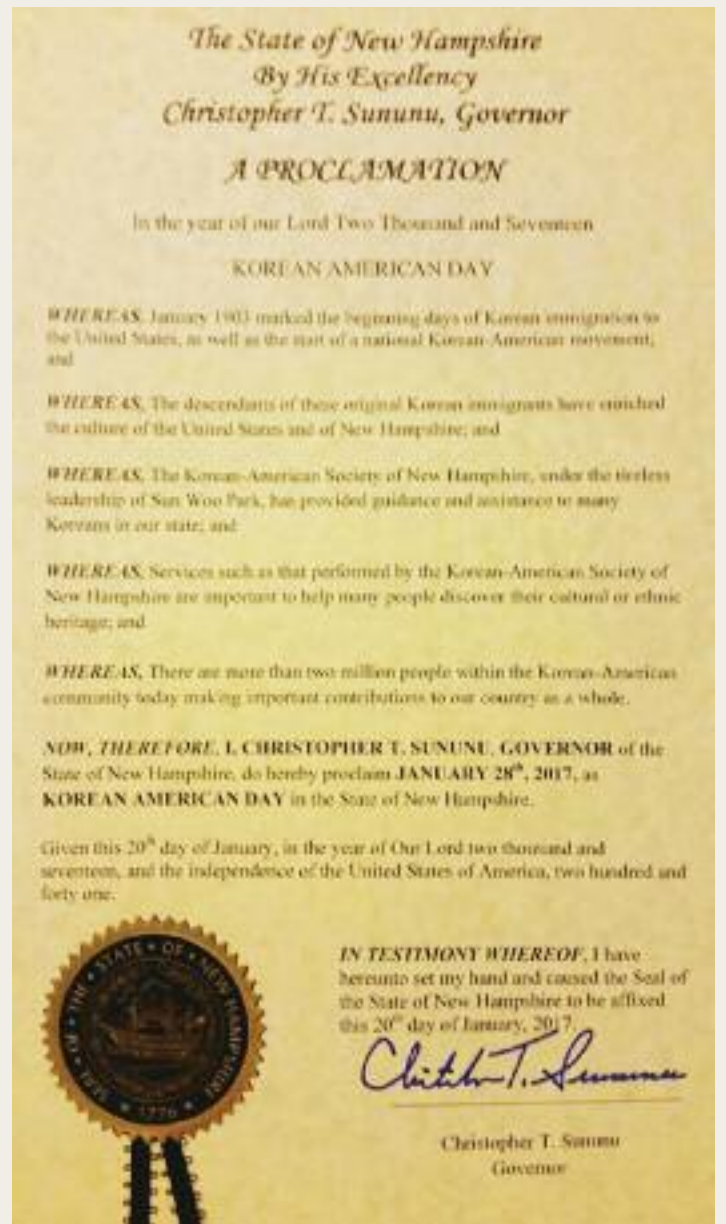 The State of New Hampshire
By His Excellency
Christopher T. Sununu, Governor
A PROCLAMATION
In the year of our Lord Two Thousand and Seventeen
KOREAN AMERICAN DAY
WHEREAS, January 1903 marked the beginning days of Korean immigration to
the United States, as well as the start of a national Korean-American movement;
and
WHEREAS, The descendants of these original Korean immigrants have enriched
the culture of the United States and of New Hampshire; and
WHEREAS, The Korean-American Society of New Hampshire, under the tireless
leadership of Sun Woo Park, has provided guidance and assistance to many
Koreans in our state; and
WHEREAS, Services such as that performed by the Korean-American Society of
New Hampshire are important to help many people discover their cultural or ethnic
heritage; and
WHEREAS, There are more than two million people within the Korean-American
community today making important contributions to our country as a whole.
NOW, THEREFORE, I, CHRISTOPHER T. SUNUNU, GOVERNOR of the
State of New Hampshire, do hereby proclaim JANUARY 28th, 2017, as
KOREAN AMERICAN DAY in the State of New Hampshire.
Given this 20th day of January, in the year of Our Lord two thousand and
seventeen, and the independence of the United States of America, two hundred and
forty one.
SEAL • OF • THE • STATE • OF • NEW HAMPSHIRE
1776
IN TESTIMONY WHEREOF, I have
hereunto set my hand and caused the Seal of
the State of New Hampshire to be affixed
this 20th day of January, 2017.
Christopher T. Sununu
Christopher T. Sununu
Governor